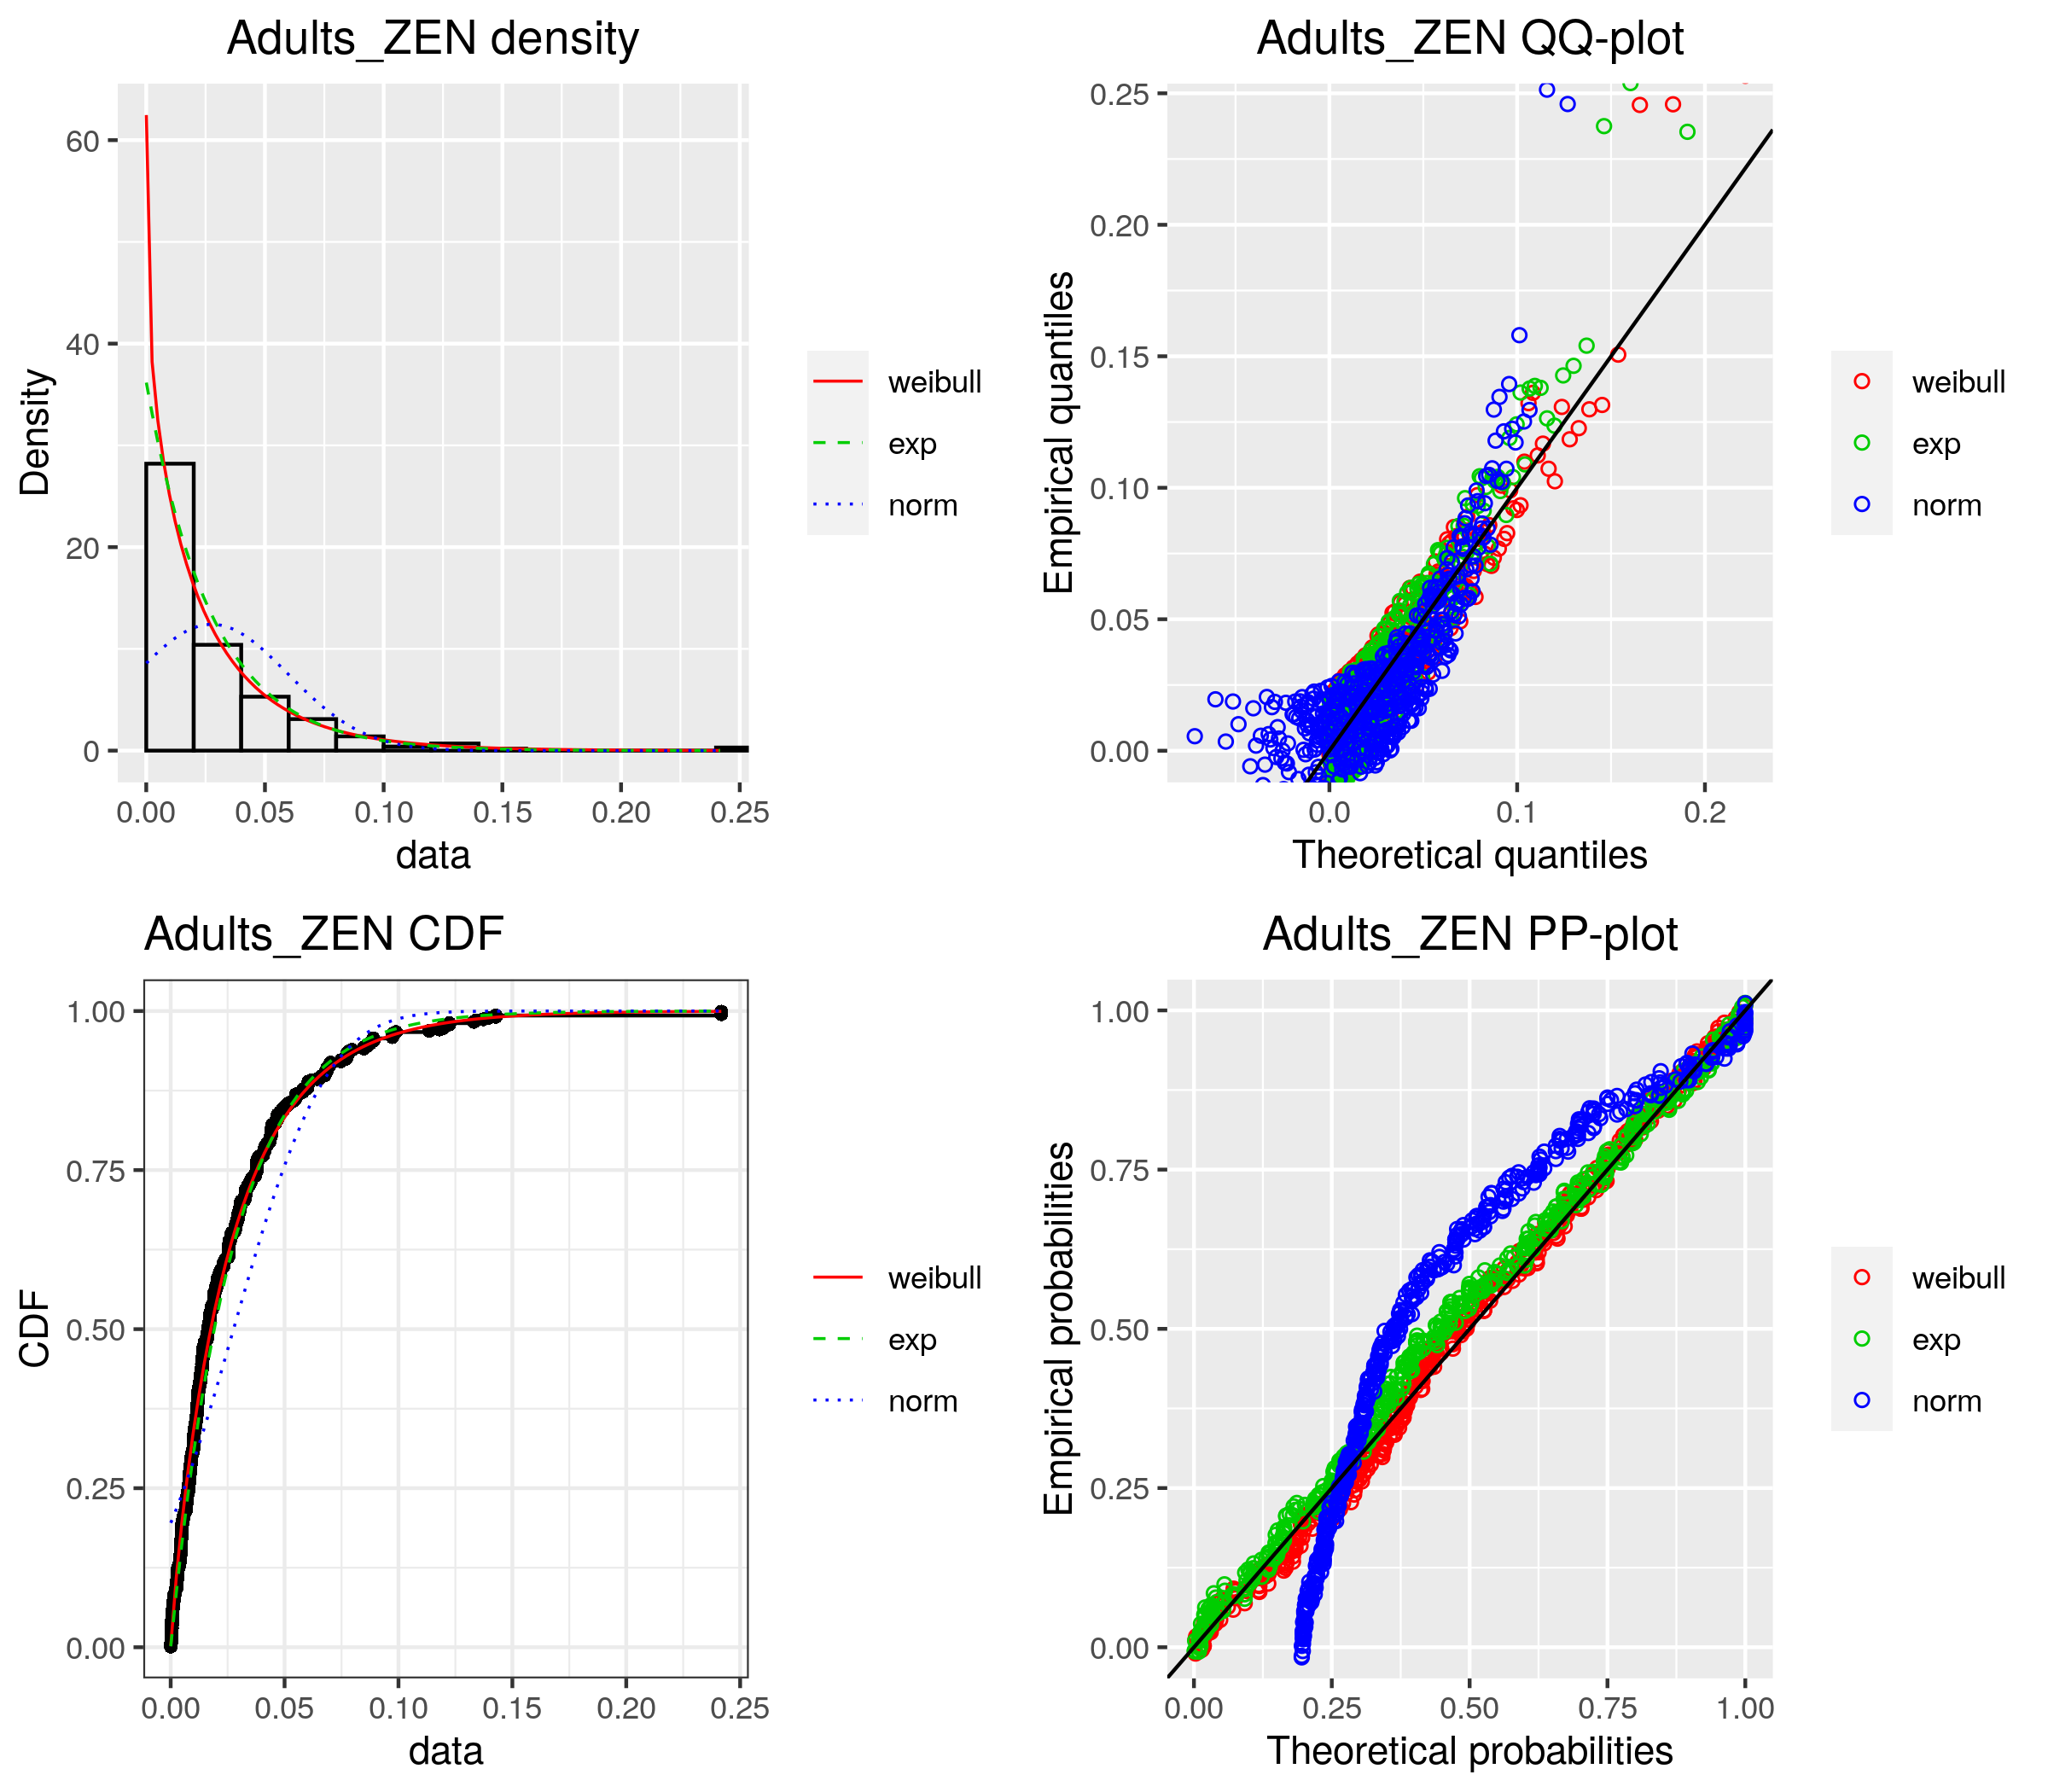 Adults_ZEN density
Density
60
40
20
0
0.00 0.05 0.10 0.15 0.20 0.25
data
weibull
exp
norm
Adults_ZEN QQ-plot
Empirical quantiles
0.25
0.20
0.15
0.10
0.05
0.00
0.0 0.1 0.2
Theoretical quantiles
weibull
exp
norm
Adults_ZEN CDF
CDF
1.00
0.75
0.50
0.25
0.00
0.00 0.05 0.10 0.15 0.20 0.25
data
weibull
exp
norm
Adults_ZEN PP-plot
Empirical probabilities
1.00
0.75
0.50
0.25
0.00
0.00 0.25 0.50 0.75 1.00
Theoretical probabilities
weibull
exp
norm